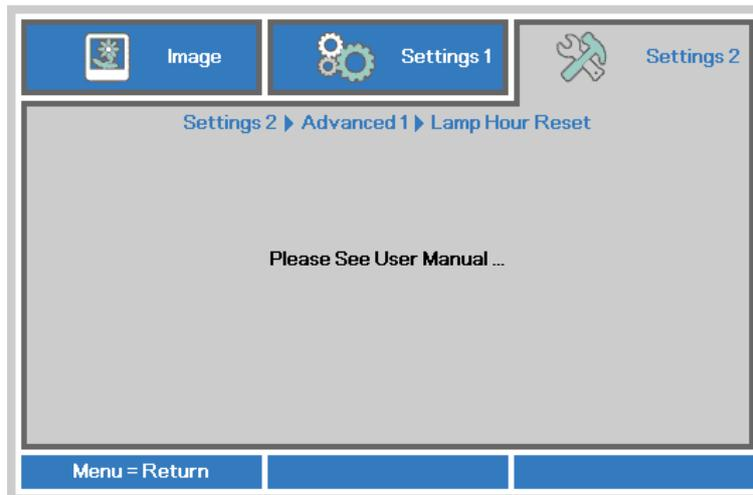 Image Settings 1 Settings 2
Settings 2 ▶ Advanced 1 ▶ Lamp Hour Reset
Please See User Manual ...
Menu = Return